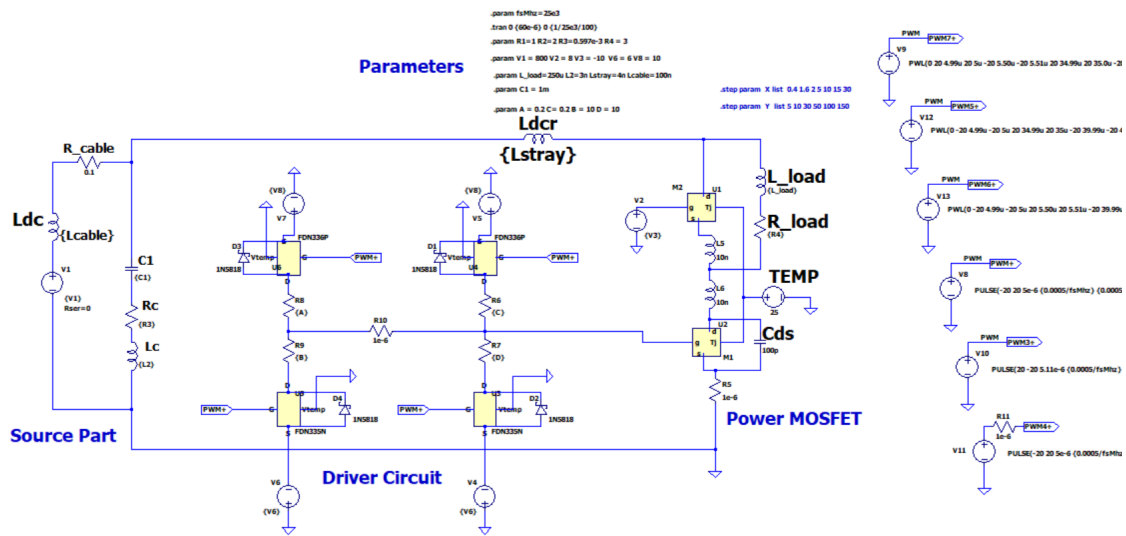 .param fsMhz=25e3
.tran 0 {60e-6} 0 {1/25e3/100}
.param R1=1 R2=2 R3=0.597e-3 R4 = 3
Parameters
.param V1 = 800 V2 = 8 V3 = -10 V6 = 6 V8 = 10
.param L_load=250u L2=3n Lstray=4n Lcable=100n
.param C1 = 1m
.step param X list 0.4 1.6 2 5 10 15 30
.param A = 0.2 C= 0.2 B = 10 D = 10
.step param Y list 5 10 30 50 100 150
PWM
PWM7+
V9
PWL(0 20 4.99u 20 5u -20 5.50u -20 5.51u 20 34.99u 20 35.0u -20
PWM
PWM5+
V12
PWL(0 -20 4.99u -20 5u 20 34.99u 20 35u -20 39.99u -20 4
PWM
PWM6+
V13
PWL(0 -20 4.99u -20 5u 20 5.50u 20 5.51u -20 39.99u
PWM
PWM+
V8
PULSE(-20 20 5e-6 {0.0005/fsMhz} {0.0005
PWM
PWM3+
V10
PULSE(20 -20 5.11e-6 {0.0005/fsMhz}
R11
PWM4+
1e-6
V11
PULSE(-20 20 5e-6 {0.0005/fsMhz
Ldcr
{Lstray}
R_cable
0.1
Ldc
{Lcable}
V1
{V1}
Rser=0
C1
{C1}
Rc
{R3}
Lc
{L2}
Source Part
{V8}
V7
D3
1N5818
FDN336P
S
Vtemp
G
U6
D
PWM+
R8
{A}
R9
{B}
R10
1e-6
D
U3
Vtemp
G
S
PWM+
D4
1N5818
FDN335N
V6
{V6}
{V8}
V5
D1
1N5818
FDN336P
S
Vtemp
G
U4
D
PWM+
R6
{C}
R7
{D}
D
U5
Vtemp
G
S
PWM+
D2
1N5818
FDN335N
V4
{V6}
Driver Circuit
M2
U1
d
g
Tj
s
V2
{V3}
L_load
{L_load}
R_load
{R4}
L5
10n
L6
10n
TEMP
25
U2
d
g
Tj
s
M1
Cds
100p
R5
1e-6
Power MOSFET